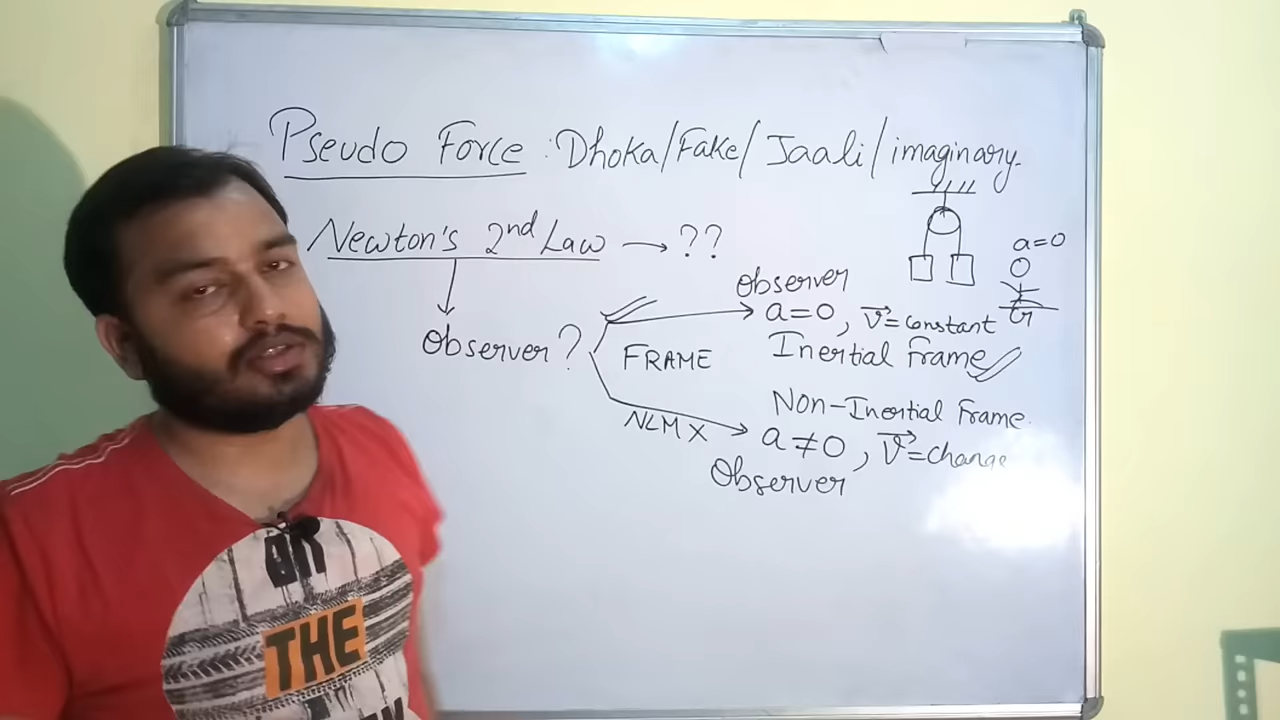 Pseudo Force : Dhoka/Fake/Jaali/imaginary.
Newton's 2nd Law → ??
a=0
Observer
a=0, v⃗=constant
Observer?
FRAME
Inertial Frame
Non-Inertial Frame.
NLM X
a≠0, v⃗=change
Observer
OR
THE